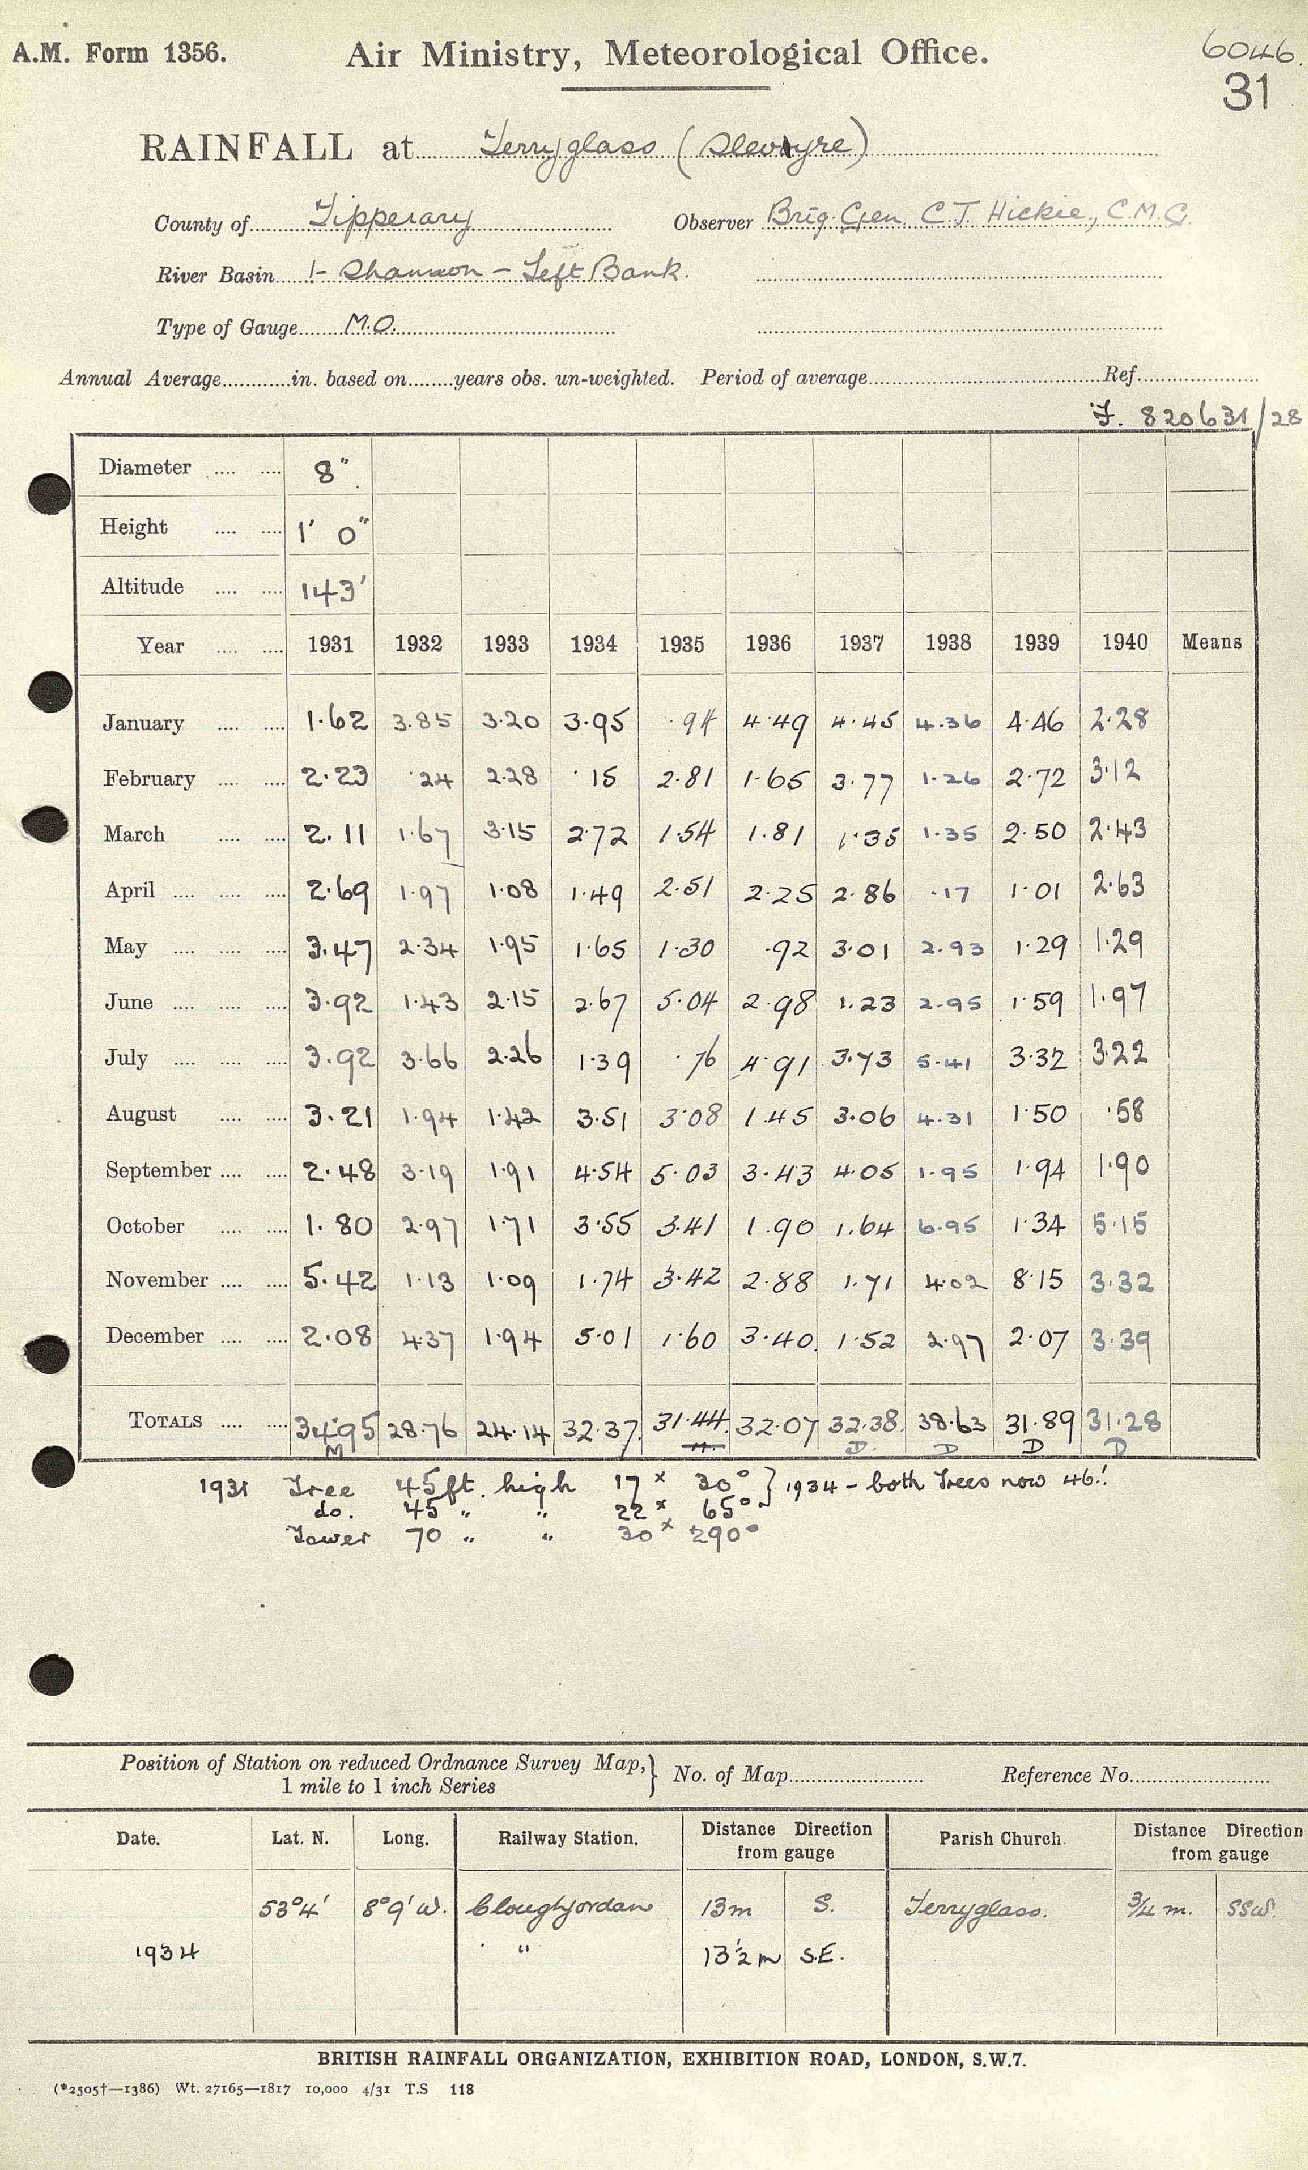 A.M. Form 1356. Air Ministry, Meteorological Office. 6046.
31
RAINFALL at Terryglass (Slevoyre)
County of Tipperary Observer Brig. Gen. C.J. Hickie, C.M.G.
River Basin 1- Shannon - Left Bank.
Type of Gauge M.O.
Annual Average in. based on years obs. un-weighted. Period of average Ref.
F. 820631/28
Diameter 8"
Height 1' 0"
Altitude 143'
Year 1931 1932 1933 1934 1935 1936 1937 1938 1939 1940 Means
January 1.62 3.85 3.20 3.95 .94 4.49 4.45 4.36 4.46 2.28
February 2.23 .24 2.28 .15 2.81 1.65 3.77 1.26 2.72 3.12
March 2.11 1.67 3.15 2.72 1.54 1.81 1.35 1.35 2.50 2.43
April 2.69 1.97 1.08 1.49 2.51 2.25 2.86 .17 1.01 2.63
May 3.47 2.34 1.95 1.65 1.30 .92 3.01 2.93 1.29 1.29
June 3.92 1.43 2.15 2.67 5.04 2.98 1.23 2.95 1.59 1.97
July 3.92 3.66 2.26 1.39 .76 4.91 3.73 5.41 3.32 3.22
August 3.21 1.94 1.42 3.51 3.08 1.45 3.06 4.31 1.50 .58
September 2.48 3.19 1.91 4.54 5.03 3.43 4.05 1.95 1.94 1.90
October 1.80 2.97 1.71 3.55 3.41 1.90 1.64 6.95 1.34 5.15
November 5.42 1.13 1.09 1.74 3.42 2.88 1.71 4.02 8.15 3.32
December 2.08 4.37 1.94 5.01 1.60 3.40 1.52 2.97 2.07 3.39
TOTALS 34.95 28.76 24.14 32.37 31.44 32.07 32.38 38.63 31.89 31.28
M D D D D
1931 Tree 45ft. high 17 x 30° } 1934 - both Trees now 46'.
do. 45 " " 22 x 65°
Tower 70 " " 30 x 290°
Position of Station on reduced Ordnance Survey Map, } No. of Map Reference No.
1 mile to 1 inch Series
Date. Lat. N. Long. Railway Station. Distance Direction from gauge Parish Church. Distance Direction from gauge
53°4' 8°9' W. Cloughjordan 13m S. Terryglass. 3/4 m. SSW.
1934 " 13½ m S.E.
BRITISH RAINFALL ORGANIZATION, EXHIBITION ROAD, LONDON, S.W.7.
(*2505†—1386) Wt. 27165—1817 10,000 4/31 T.S 118